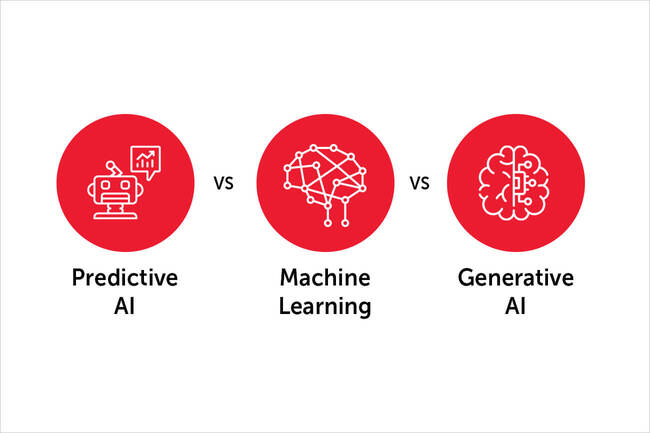 vs
vs
Predictive
AI
Machine
Learning
Generative
AI